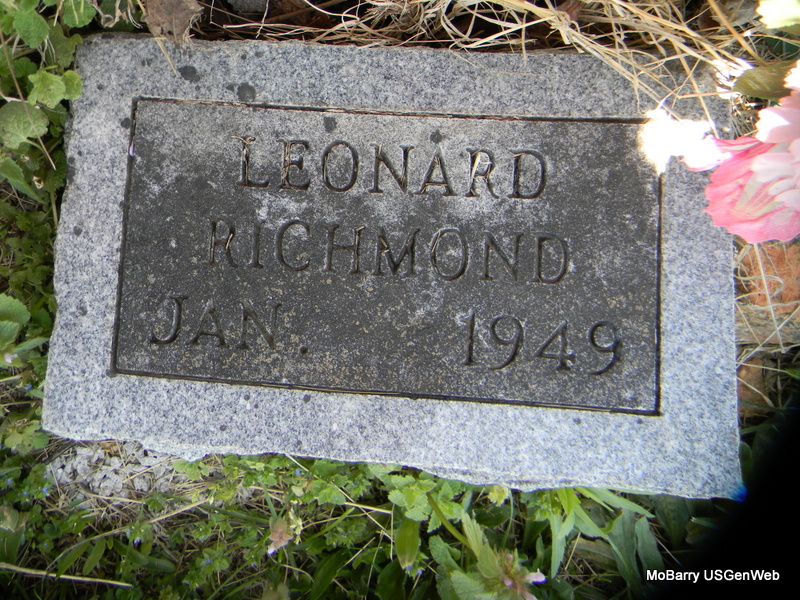 LEONARD
RICHMOND
JAN. 1949
MoBarry USGenWeb